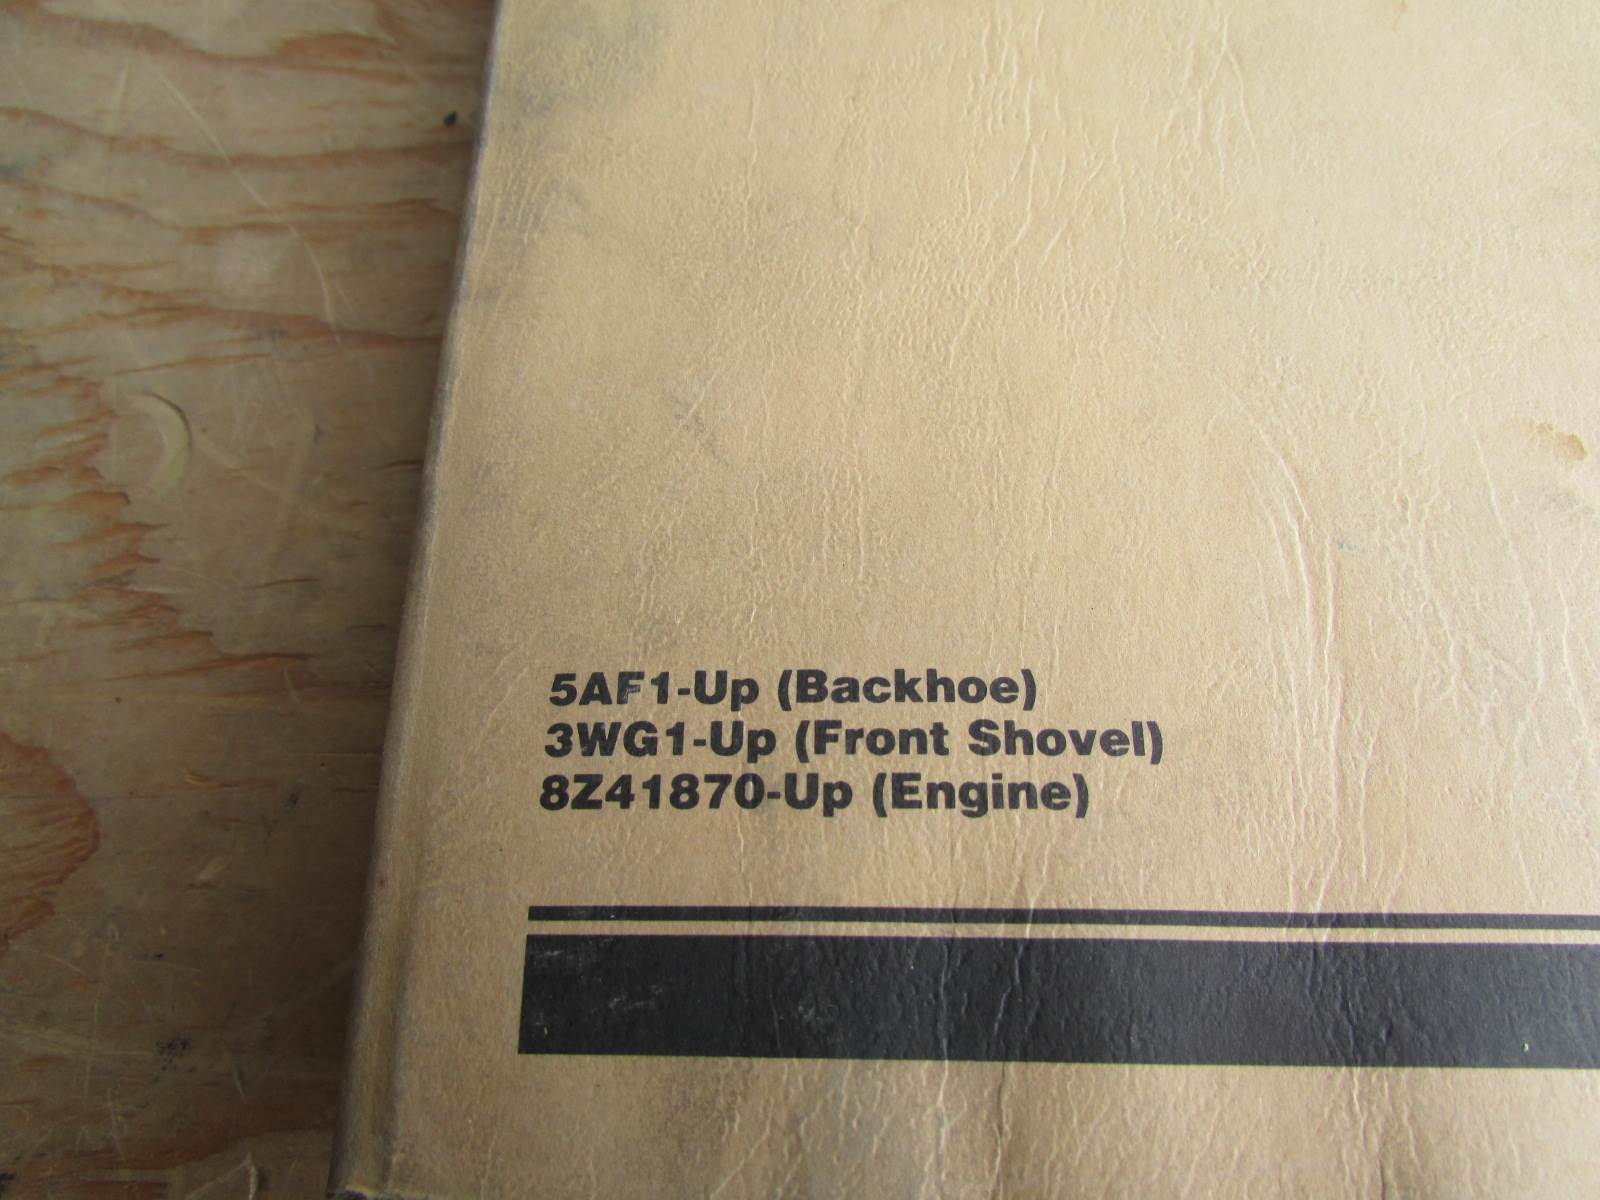 5AF1-Up (Backhoe)
3WG1-Up (Front Shovel)
8Z41870-Up (Engine)